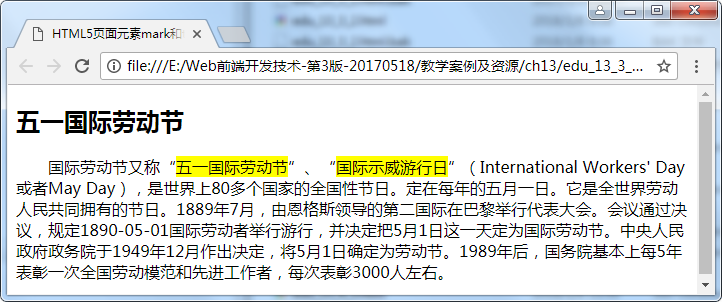 HTML5页面元素mark和
file:///E:/Web前端开发技术-第3版-20170518/教学案例及资源/ch13/edu_13_3_...
五一国际劳动节
国际劳动节又称“五一国际劳动节”、“国际示威游行日”（International Workers' Day
或者May Day），是世界上80多个国家的全国性节日。定在每年的五月一日。它是全世界劳动
人民共同拥有的节日。1889年7月，由恩格斯领导的第二国际在巴黎举行代表大会。会议通过决
议，规定1890-05-01国际劳动者举行游行，并决定把5月1日这一天定为国际劳动节。中央人民
政府政务院于1949年12月作出决定，将5月1日确定为劳动节。1989年后，国务院基本上每5年
表彰一次全国劳动模范和先进工作者，每次表彰3000人左右。